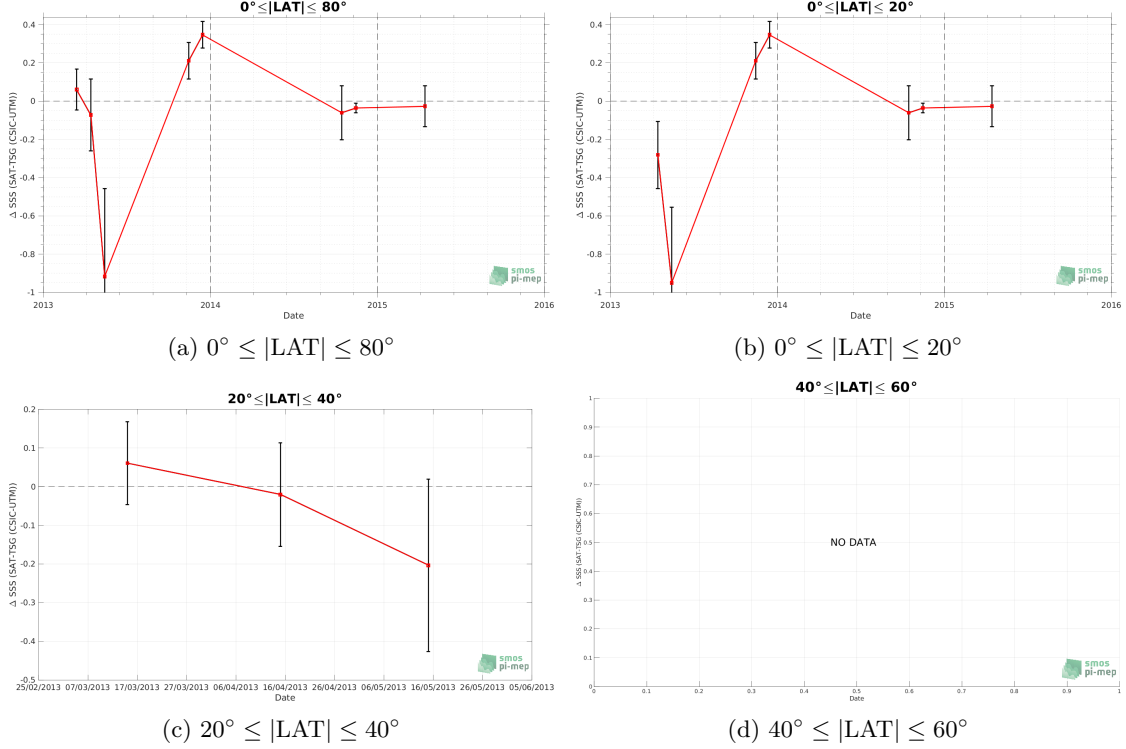 0°≤|LAT|≤ 80°
Δ SSS (SAT-TSG (CSIC-UTM))
0.4
0.2
0
-0.2
-0.4
-0.6
-0.8
-1
2013
2014
2015
2016
Date
smos
pi-mep
(a) 0° ≤ |LAT| ≤ 80°
0°≤|LAT|≤ 20°
Δ SSS (SAT-TSG (CSIC-UTM))
0.4
0.2
0
-0.2
-0.4
-0.6
-0.8
-1
2013
2014
2015
2016
Date
smos
pi-mep
(b) 0° ≤ |LAT| ≤ 20°
20°≤|LAT|≤ 40°
Δ SSS (SAT-TSG (CSIC-UTM))
0.2
0.1
0
-0.1
-0.2
-0.3
-0.4
-0.5
25/02/2013
07/03/2013
17/03/2013
27/03/2013
06/04/2013
16/04/2013
26/04/2013
06/05/2013
16/05/2013
26/05/2013
05/06/2013
Date
smos
pi-mep
(c) 20° ≤ |LAT| ≤ 40°
40°≤|LAT|≤ 60°
Δ SSS (SAT-TSG (CSIC-UTM))
1
0.9
0.8
0.7
0.6
0.5
0.4
0.3
0.2
0.1
0
NO DATA
0
0.1
0.2
0.3
0.4
0.5
0.6
0.7
0.8
0.9
1
Date
smos
pi-mep
(d) 40° ≤ |LAT| ≤ 60°